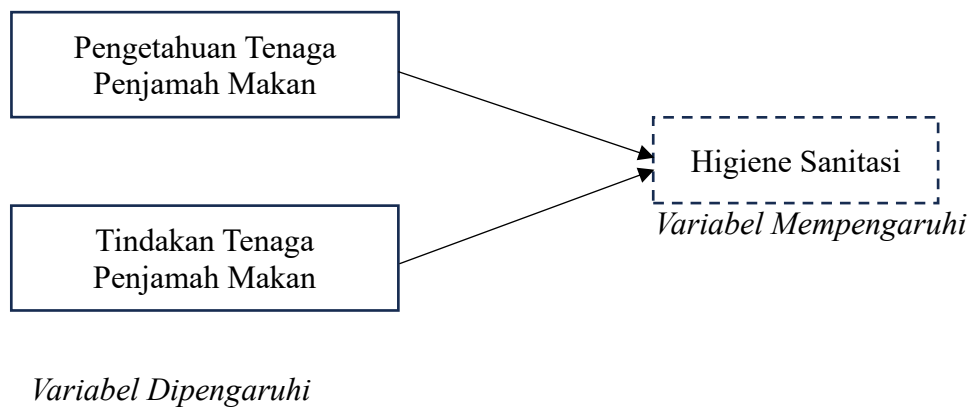 Pengetahuan Tenaga
Penjamah Makan
Higiene Sanitasi
Variabel Mempengaruhi
Tindakan Tenaga
Penjamah Makan
Variabel Dipengaruhi